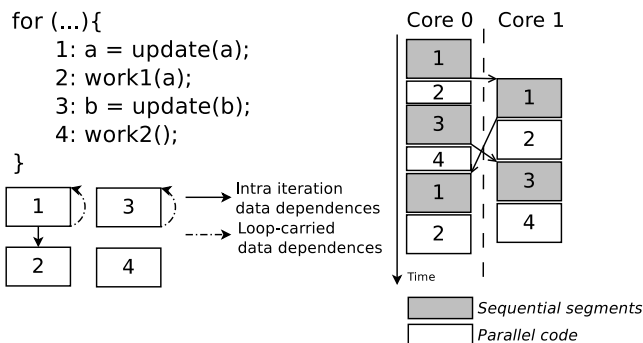 for (...){
1: a = update(a);
2: work1(a);
3: b = update(b);
4: work2();
}
1
3
2
4
Intra iteration
data dependences
Loop-carried
data dependences
Core 0
Core 1
1
2
3
4
1
2
1
2
3
4
Time
Sequential segments
Parallel code